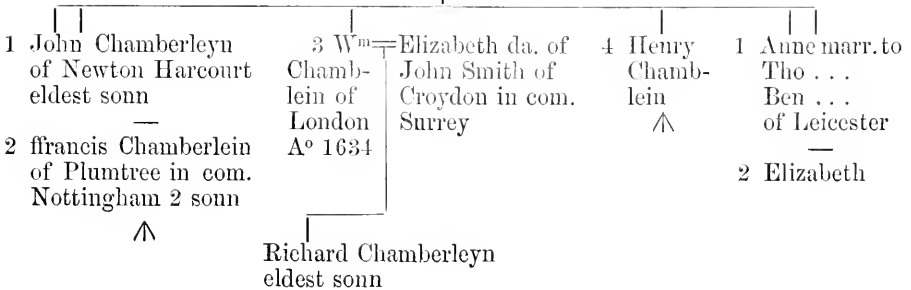 1 John Chamberleyn
of Newton Harcourt
eldest sonn
2 ffrancis Chamberlein
of Plumtree in com.
Nottingham 2 sonn
3 Wᵐ
Chamb-
lein of
London
Aº 1634
Elizabeth da. of
John Smith of
Croydon in com.
Surrey
4 Henry
Chamb-
lein
1 Anne marr. to
Tho ...
Ben ...
of Leicester
2 Elizabeth
Richard Chamberleyn
eldest sonn